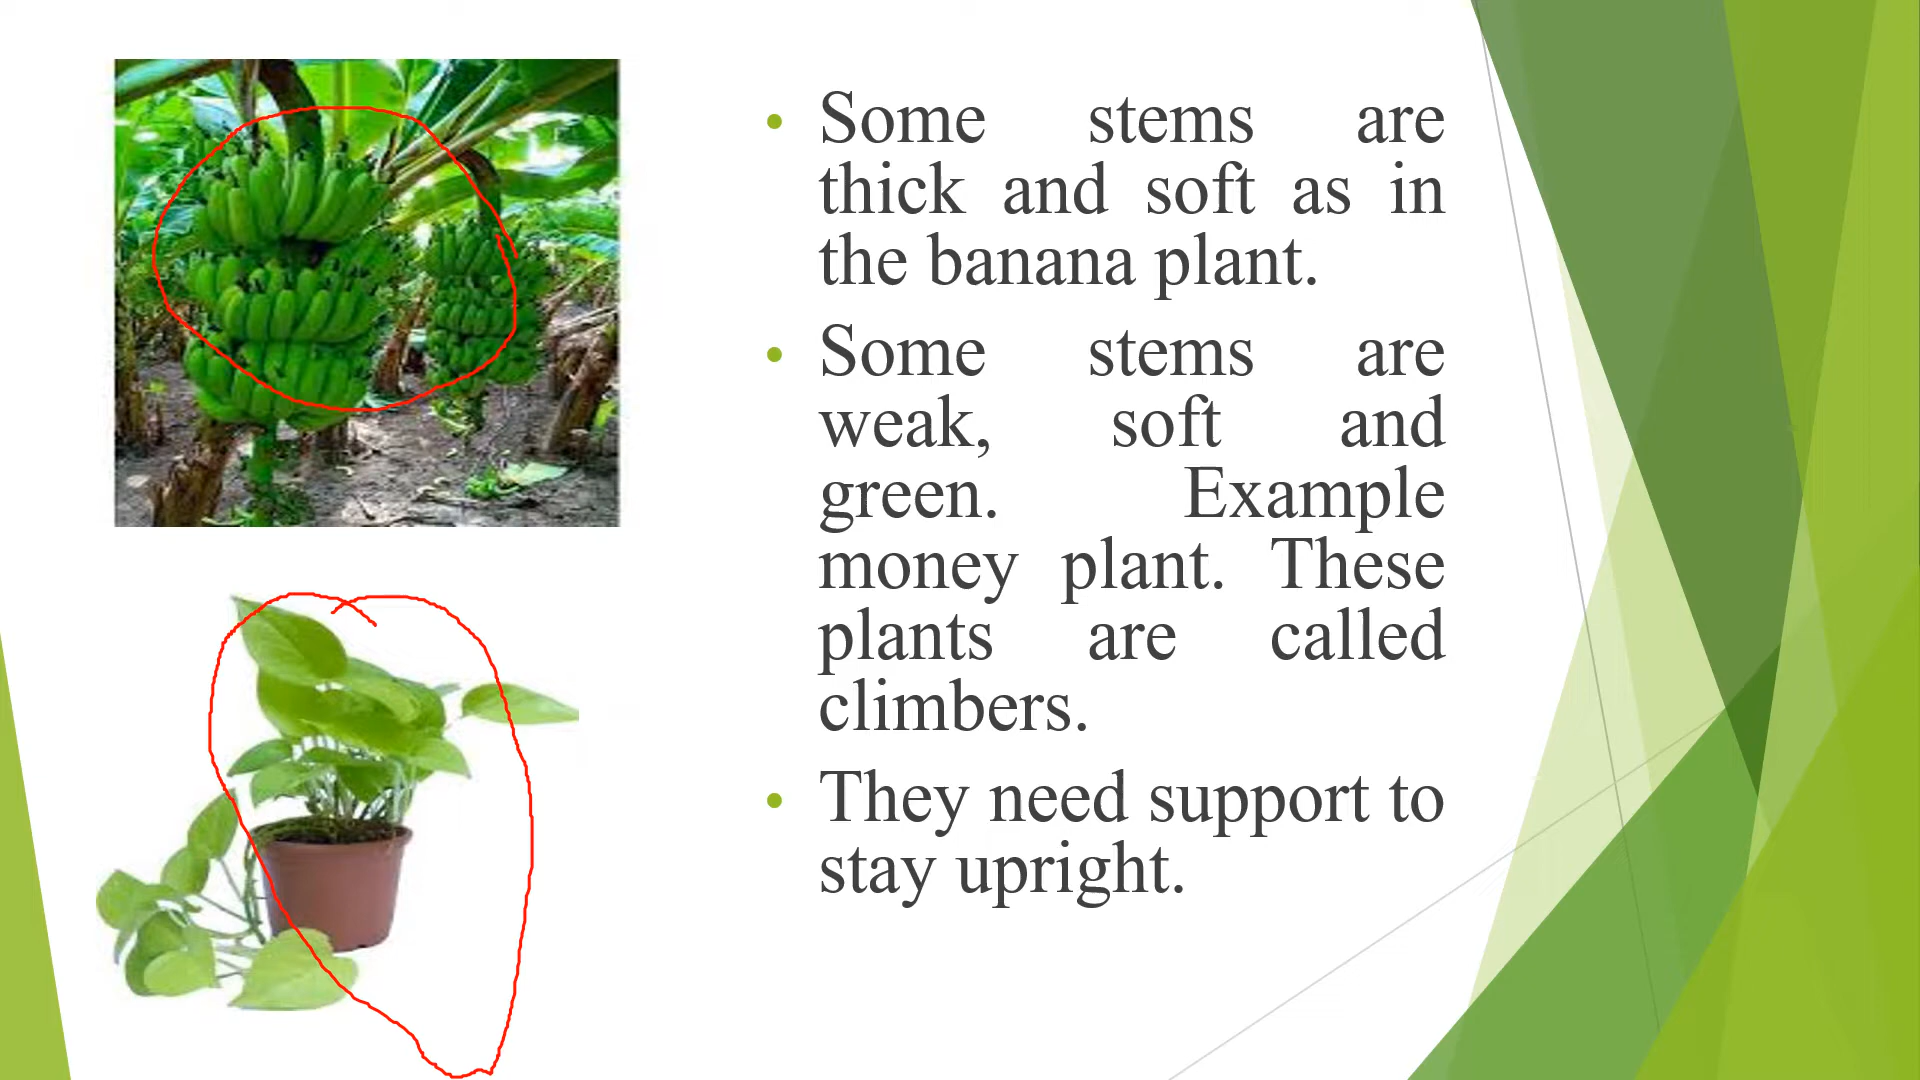 Some stems are
thick and soft as in
the banana plant.
Some stems are
weak, soft and
green. Example
money plant. These
plants are called
climbers.
They need support to
stay upright.